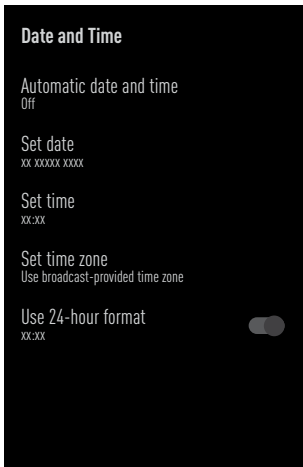 Date and Time
Automatic date and time
Off
Set date
xx xxxxx xxxx
Set time
xx:xx
Set time zone
Use broadcast-provided time zone
Use 24-hour format
xx:xx